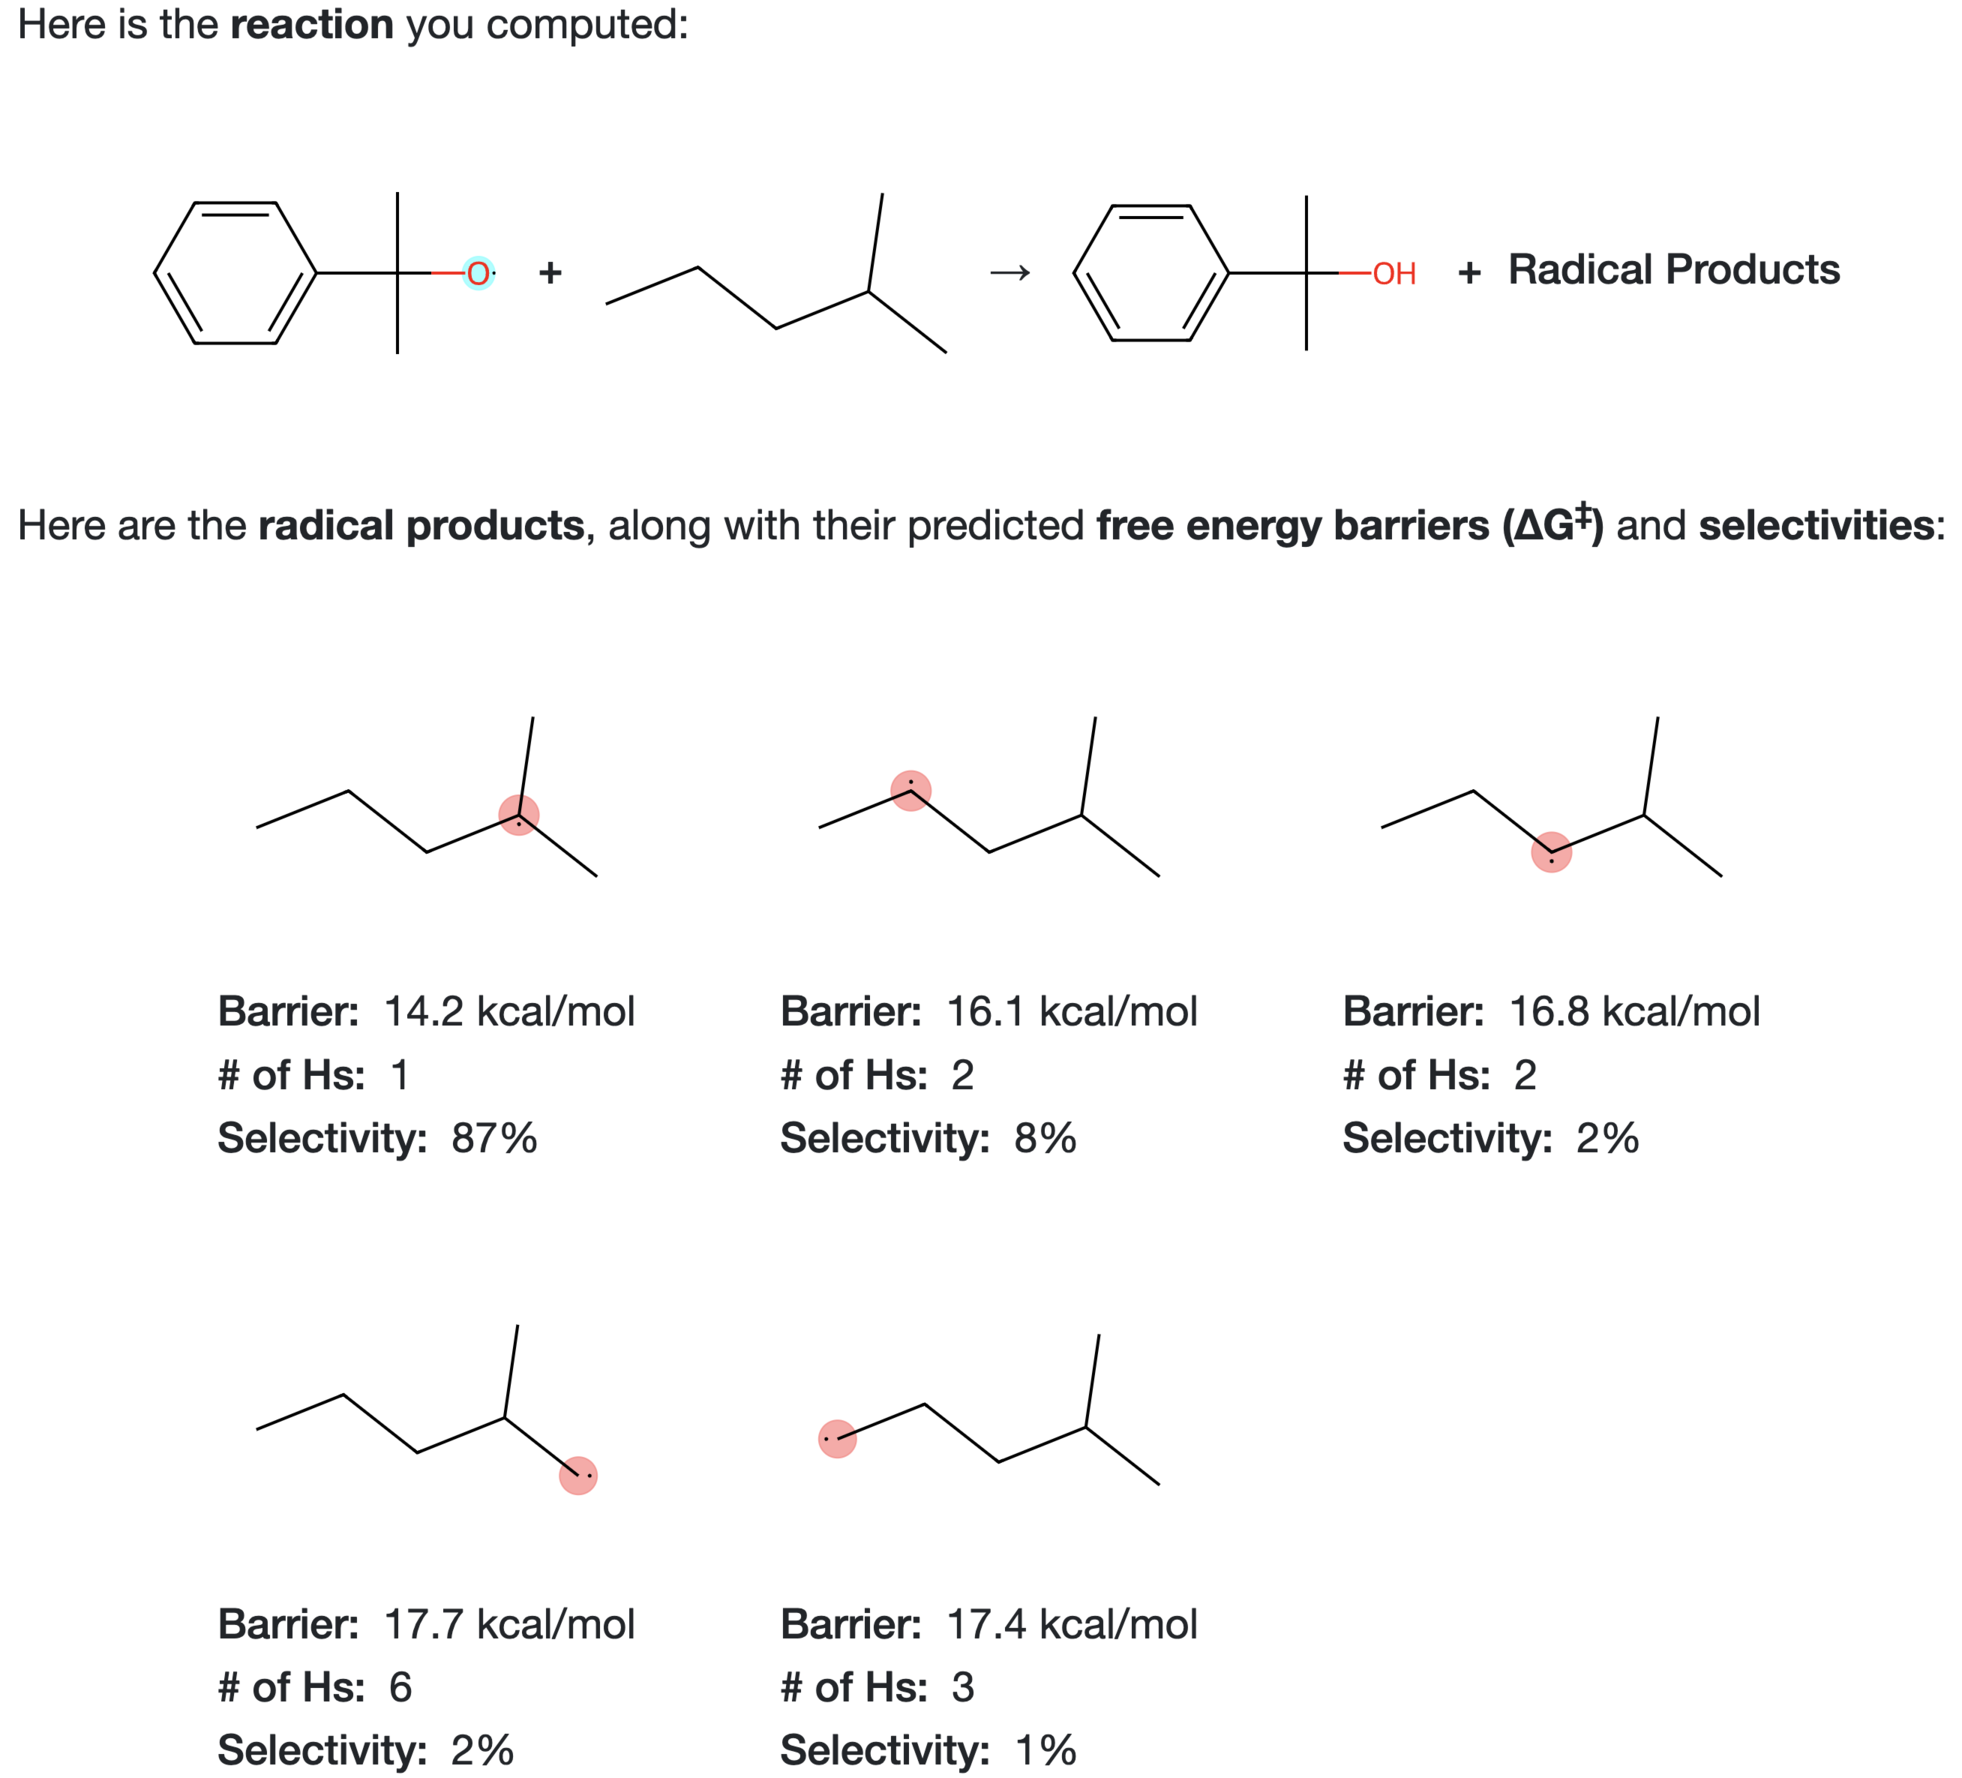 Here is the reaction you computed:
O· + → OH + Radical Products
Here are the radical products, along with their predicted free energy barriers (ΔG‡) and selectivities:
Barrier: 14.2 kcal/mol
# of Hs: 1
Selectivity: 87%
Barrier: 16.1 kcal/mol
# of Hs: 2
Selectivity: 8%
Barrier: 16.8 kcal/mol
# of Hs: 2
Selectivity: 2%
Barrier: 17.7 kcal/mol
# of Hs: 6
Selectivity: 2%
Barrier: 17.4 kcal/mol
# of Hs: 3
Selectivity: 1%